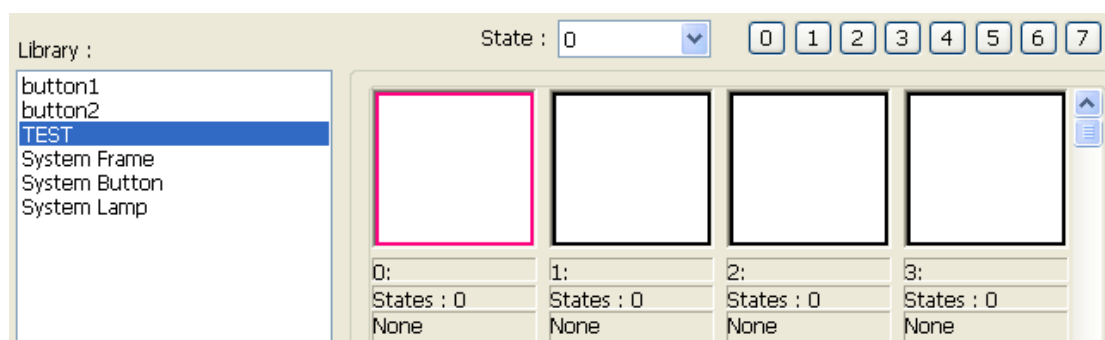 Library :
State : 0
0 1 2 3 4 5 6 7
button1
button2
TEST
System Frame
System Button
System Lamp
0: 1: 2: 3:
States : 0 States : 0 States : 0 States : 0
None None None None